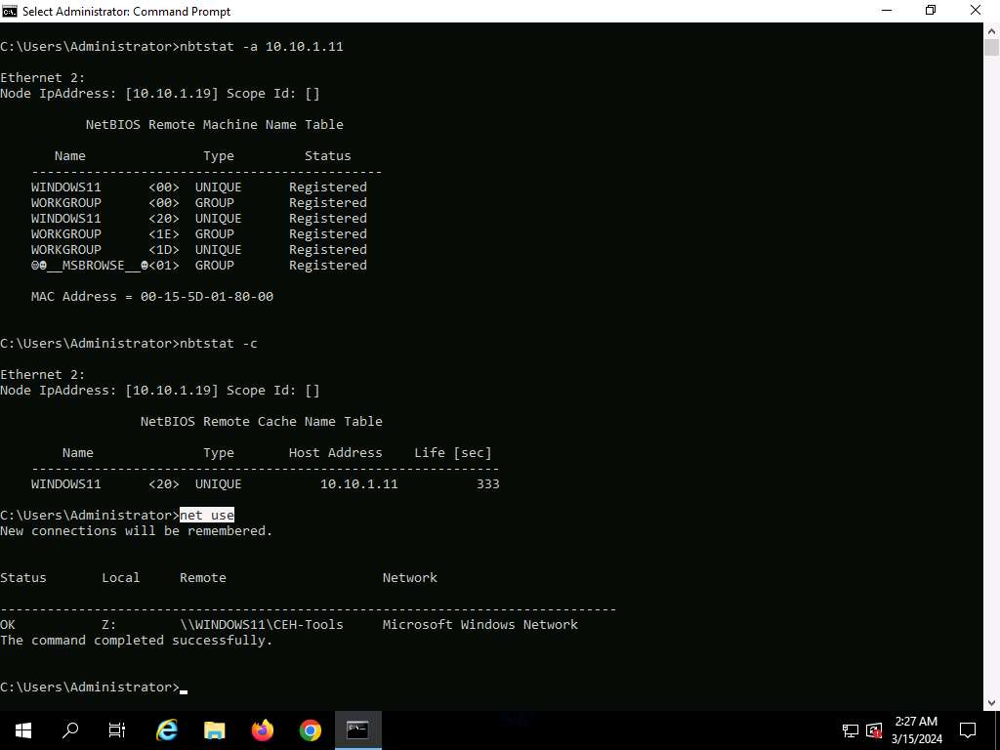 Select Administrator: Command Prompt
C:\Users\Administrator>nbtstat -a 10.10.1.11
Ethernet 2:
Node IpAddress: [10.10.1.19] Scope Id: []
NetBIOS Remote Machine Name Table
Name Type Status
---------------------------------------------
WINDOWS11 <00> UNIQUE Registered
WORKGROUP <00> GROUP Registered
WINDOWS11 <20> UNIQUE Registered
WORKGROUP <1E> GROUP Registered
WORKGROUP <1D> UNIQUE Registered
☺☻__MSBROWSE__☻<01> GROUP Registered
MAC Address = 00-15-5D-01-80-00
C:\Users\Administrator>nbtstat -c
Ethernet 2:
Node IpAddress: [10.10.1.19] Scope Id: []
NetBIOS Remote Cache Name Table
Name Type Host Address Life [sec]
------------------------------------------------------------
WINDOWS11 <20> UNIQUE 10.10.1.11 333
C:\Users\Administrator>net use
New connections will be remembered.
Status Local Remote Network
-------------------------------------------------------------------------------
OK Z: \\WINDOWS11\CEH-Tools Microsoft Windows Network
The command completed successfully.
C:\Users\Administrator>
2:27 AM
3/15/2024